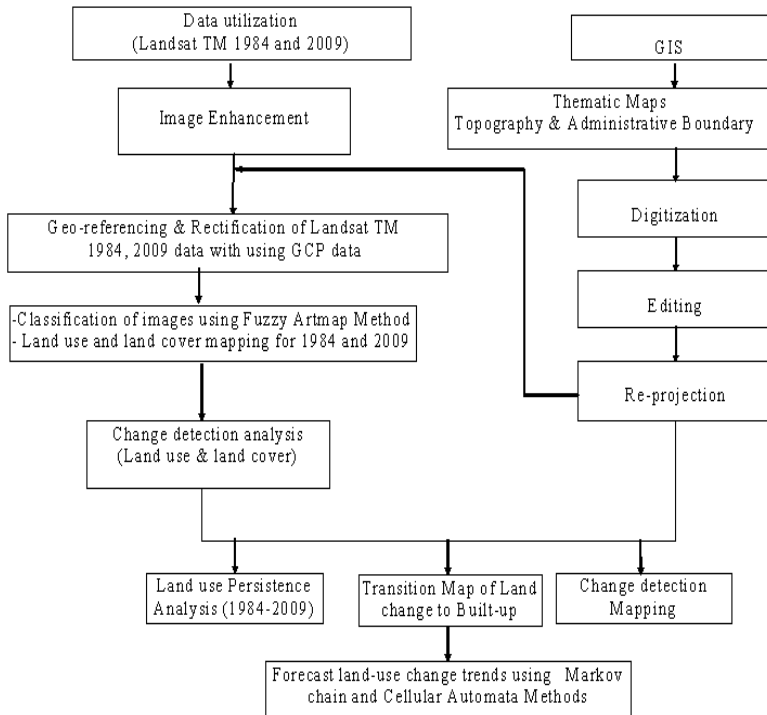 Data utilization
(Landsat TM 1984 and 2009)
Image Enhancement
Geo-referencing & Rectification of Landsat TM
1984, 2009 data with using GCP data
-Classification of images using Fuzzy Artmap Method
- Land use and land cover mapping for 1984 and 2009
Change detection analysis
(Land use & land cover)
GIS
Thematic Maps
Topography & Administrative Boundary
Digitization
Editing
Re-projection
Land use Persistence
Analysis (1984-2009)
Transition Map of Land
change to Built-up
Change detection
Mapping
Forecast land-use change trends using Markov
chain and Cellular Automata Methods